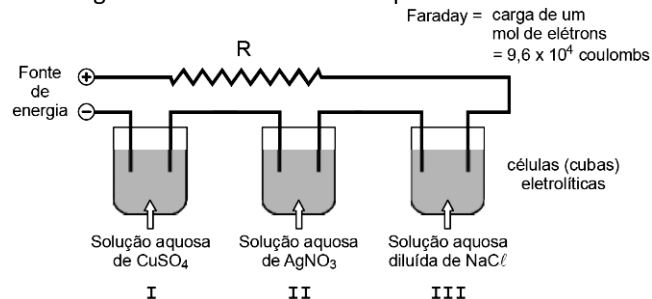 Faraday = carga de um
mol de elétrons
= 9,6 x 10⁴ coulombs
R
Fonte
de
energia
+
–
células (cubas)
eletrolíticas
Solução aquosa
de CuSO₄
Solução aquosa
de AgNO₃
Solução aquosa
diluída de NaCℓ
I
II
III